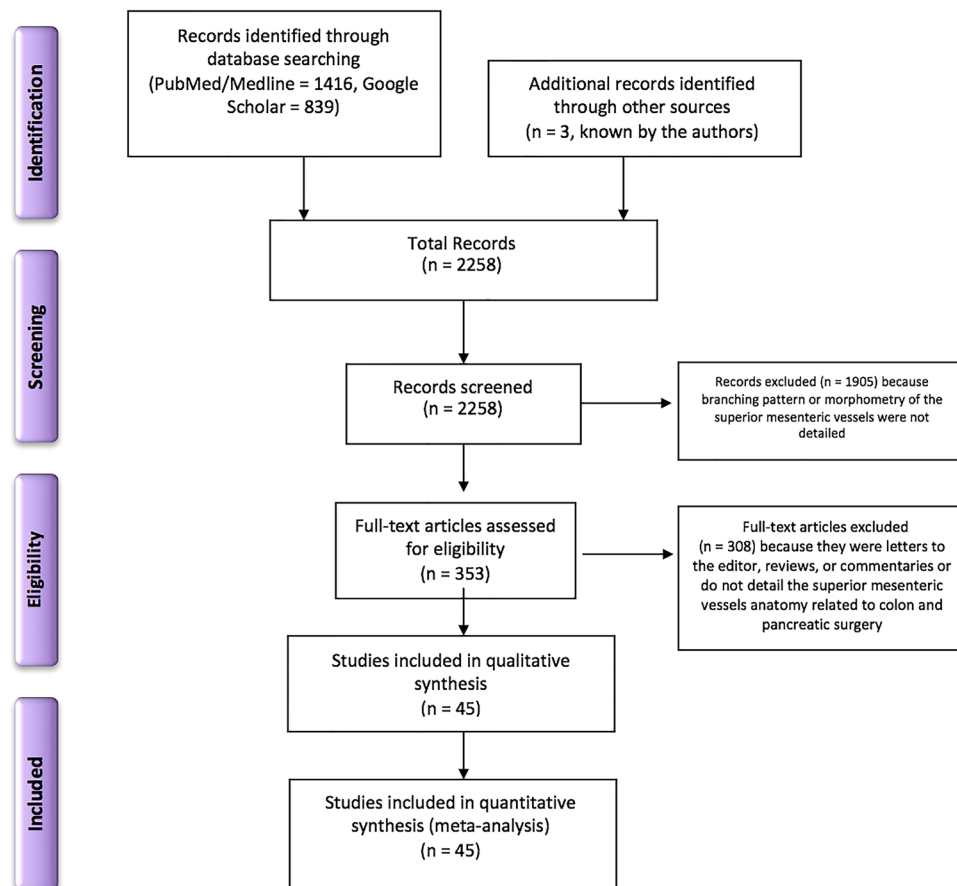 Identification
Records identified through
database searching
(PubMed/Medline = 1416, Google
Scholar = 839)
Additional records identified
through other sources
(n = 3, known by the authors)
Total Records
(n = 2258)
Screening
Records screened
(n = 2258)
Records excluded (n = 1905) because
branching pattern or morphometry of the
superior mesenteric vessels were not
detailed
Eligibility
Full-text articles assessed
for eligibility
(n = 353)
Full-text articles excluded
(n = 308) because they were letters to
the editor, reviews, or commentaries or
do not detail the superior mesenteric
vessels anatomy related to colon and
pancreatic surgery
Studies included in qualitative
synthesis
(n = 45)
Included
Studies included in quantitative
synthesis (meta-analysis)
(n = 45)